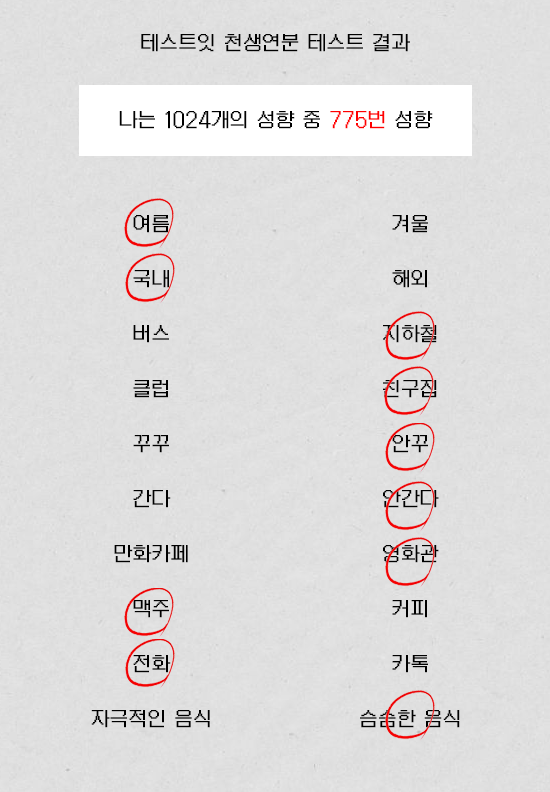 테스트잇 천생연분 테스트 결과
나는 1024개의 성향 중 775번 성향
여름 겨울
국내 해외
버스 지하철
클럽 친구집
꾸꾸 안꾸
간다 안간다
만화카페 영화관
맥주 커피
전화 카톡
자극적인 음식 슴슴한 음식